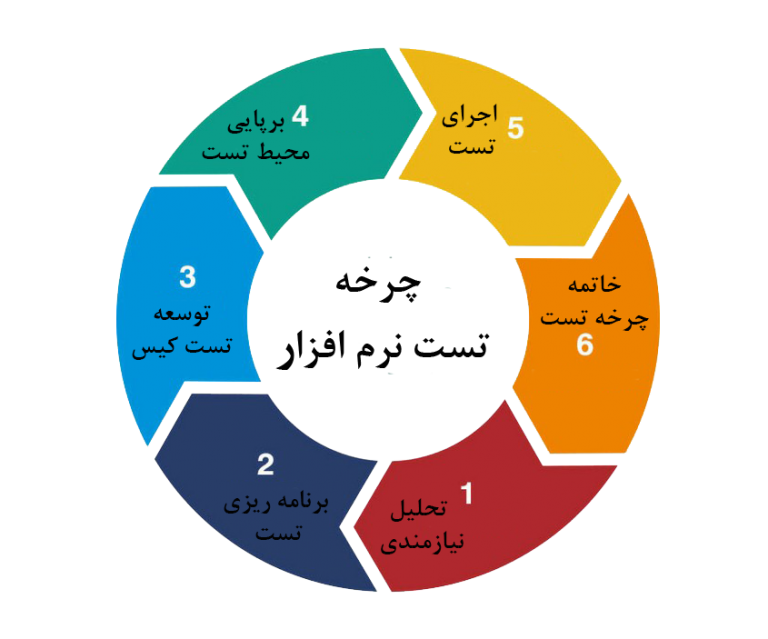 چرخه
تست نرم افزار
1 تحلیل
نیازمندی
2
برنامه ریزی
تست
3
توسعه
تست کیس
4 برپایی
محیط تست
5 اجرای
تست
خاتمه
چرخه تست
6